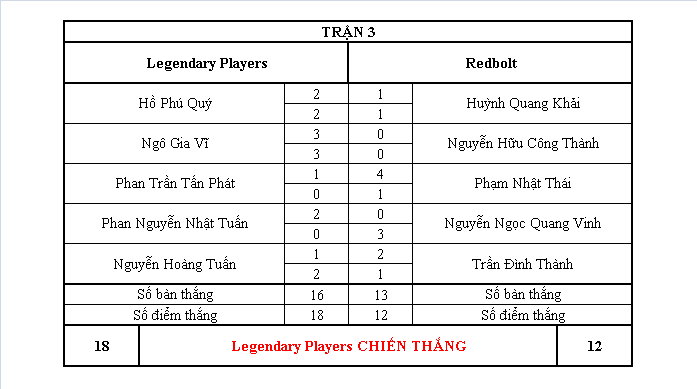 TRẬN 3
Legendary Players Redbolt
Hồ Phú Quý 2 1 Huỳnh Quang Khải
2 1
Ngô Gia Vĩ 3 0 Nguyễn Hữu Công Thành
3 0
Phan Trần Tấn Phát 1 4 Phạm Nhật Thái
0 1
Phan Nguyễn Nhật Tuấn 2 0 Nguyễn Ngọc Quang Vinh
0 3
Nguyễn Hoàng Tuấn 1 2 Trần Đình Thành
2 1
Số bàn thắng 16 13 Số bàn thắng
Số điểm thắng 18 12 Số điểm thắng
18 Legendary Players CHIẾN THẮNG 12